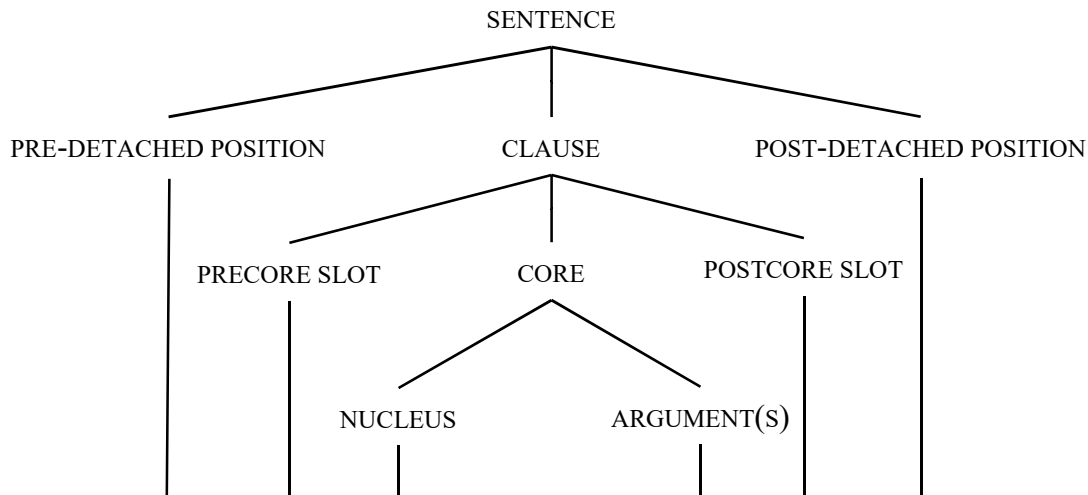 SENTENCE
PRE-DETACHED POSITION CLAUSE POST-DETACHED POSITION
PRECORE SLOT CORE POSTCORE SLOT
NUCLEUS ARGUMENT(S)